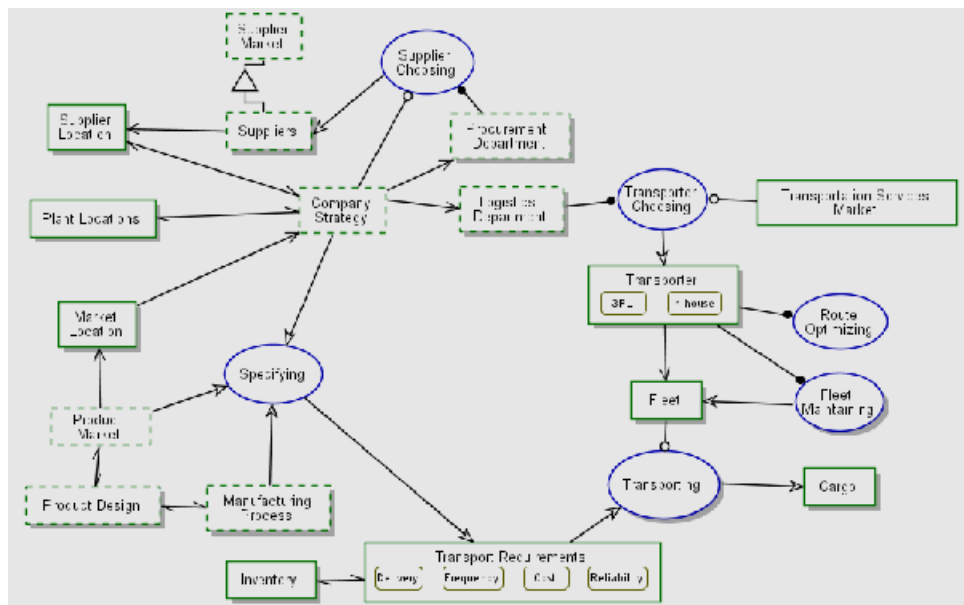 Supplier
Market
Supplier
Choosing
Supplier
Location
Suppliers
Procurement
Department
Company
Strategy
Logistics
Department
Transporter
Choosing
Transportation Services
Market
Plant Locations
Transporter
3PL
Market
Location
Route
Optimizing
Specifying
Fleet
Fleet
Maintaining
Product
Market
Transporting
Cargo
Product Design
Manufacturing
Process
Transport Requirements
Inventory
Delivery
Frequency
Cost
Reliability